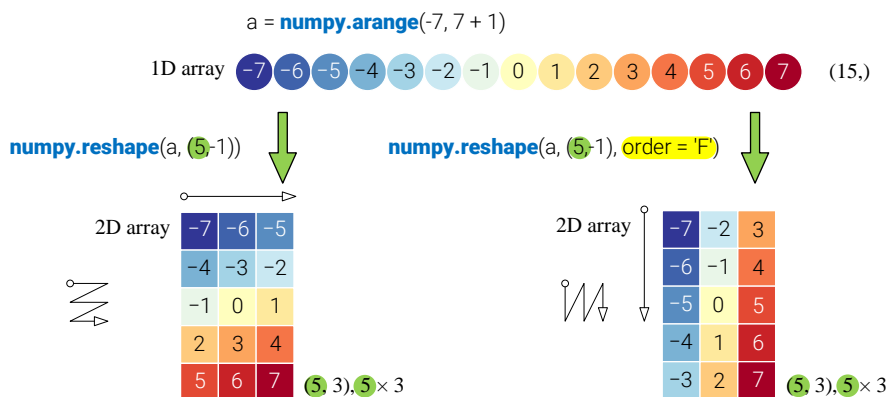 a = numpy.arange(-7, 7 + 1)
1D array −7 −6 −5 −4 −3 −2 −1 0 1 2 3 4 5 6 7 (15,)
numpy.reshape(a, (5,-1))
numpy.reshape(a, (5,-1), order = 'F')
2D array
−7 −6 −5
−4 −3 −2
−1 0 1
2 3 4
5 6 7
(5, 3), 5 × 3
2D array
−7 −2 3
−6 −1 4
−5 0 5
−4 1 6
−3 2 7
(5, 3), 5 × 3